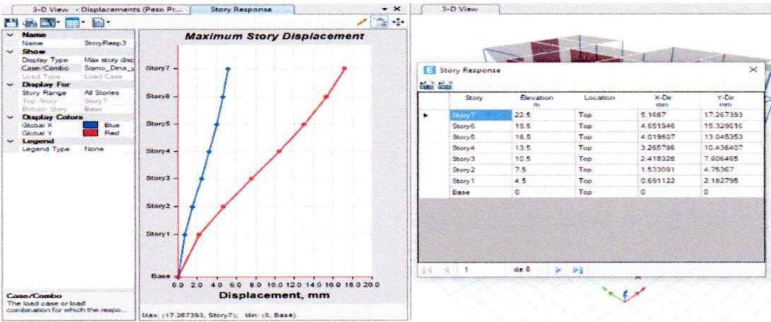 3-D View - Displacements (Peso Pr...
Story Response
Name
Name StoryResp3
Show
Display Type Max story disp
Case/Combo Sismo_Dina_y
Load Type Load Case
Display For
Story Range All Stories
Top Story Story7
Bottom Story Base
Display Colors
Global X Blue
Global Y Red
Legend
Legend Type None
Case/Combo
The load case or load
combination for which the respo...
Maximum Story Displacement
Story7
Story6
Story5
Story4
Story3
Story2
Story1
Base
0.0 2.0 4.0 6.0 8.0 10.0 12.0 14.0 16.0 18.0 20.0
Displacement, mm
Max: (17.267393, Story7); Min: (0, Base)
3-D View
E Story Response
Story Elevation Location X-Dir Y-Dir
m mm mm
Story7 22.5 Top 5.1687 17.267393
Story6 19.5 Top 4.651946 15.329616
Story5 16.5 Top 4.019607 13.045353
Story4 13.5 Top 3.265786 10.436407
Story3 10.5 Top 2.418328 7.606465
Story2 7.5 Top 1.533091 4.75367
Story1 4.5 Top 0.691122 2.182795
Base 0 Top 0 0
1 de 8